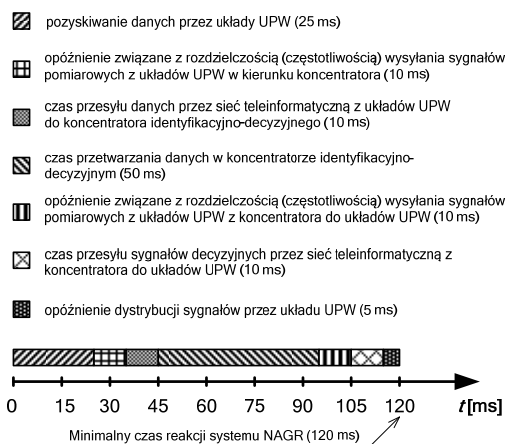 pozyskiwanie danych przez układy UPW (25 ms)
opóźnienie związane z rozdzielczością (częstotliwością) wysyłania sygnałów
pomiarowych z układów UPW w kierunku koncentratora (10 ms)
czas przesyłu danych przez sieć teleinformatyczną z układów UPW
do koncentratora identyfikacyjno-decyzyjnego (10 ms)
czas przetwarzania danych w koncentratorze identyfikacyjno-
decyzyjnym (50 ms)
opóźnienie związane z rozdzielczością (częstotliwością) wysyłania sygnałów
pomiarowych z układów UPW z koncentratora do układów UPW (10 ms)
czas przesyłu sygnałów decyzyjnych przez sieć teleinformatyczną z
koncentratora do układów UPW (10 ms)
opóźnienie dystrybucji sygnałów przez układu UPW (5 ms)
0 15 30 45 60 75 90 105 120 t [ms]
Minimalny czas reakcji systemu NAGR (120 ms)